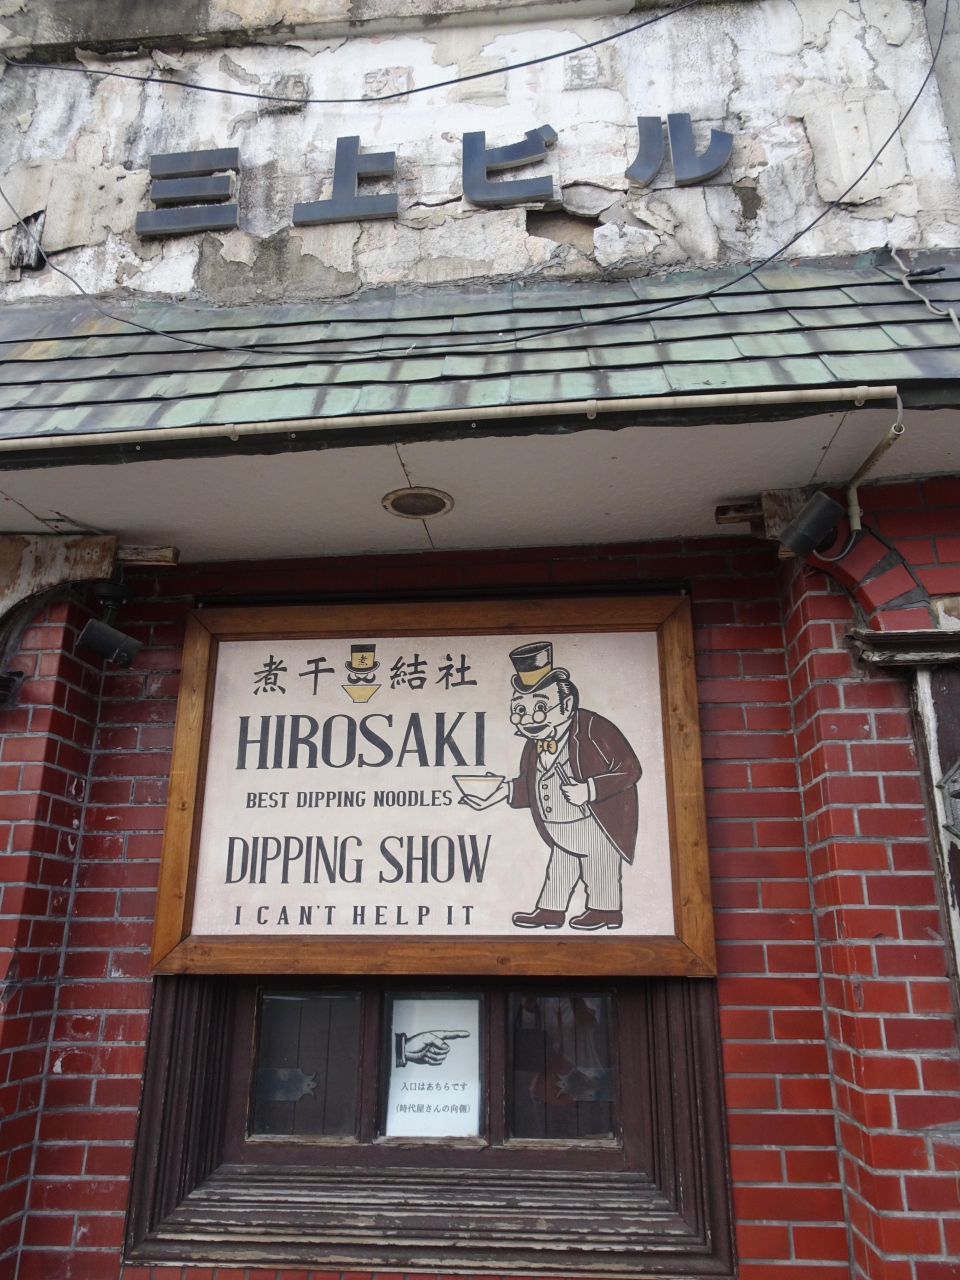 三上ビル
煮干 煮 結社
HIROSAKI
BEST DIPPING NOODLES
DIPPING SHOW
I CAN'T HELP IT
入口はあちらです
(時代屋さんの向側)